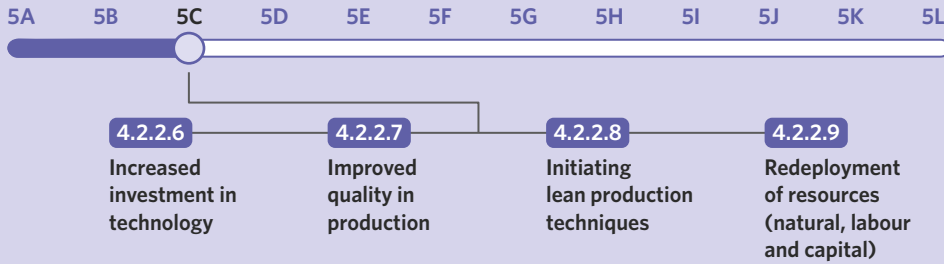 5A 5B 5C 5D 5E 5F 5G 5H 5I 5J 5K 5L
4.2.2.6 4.2.2.7 4.2.2.8 4.2.2.9
Increased
investment in
technology
Improved
quality in
production
Initiating
lean production
techniques
Redeployment
of resources
(natural, labour
and capital)